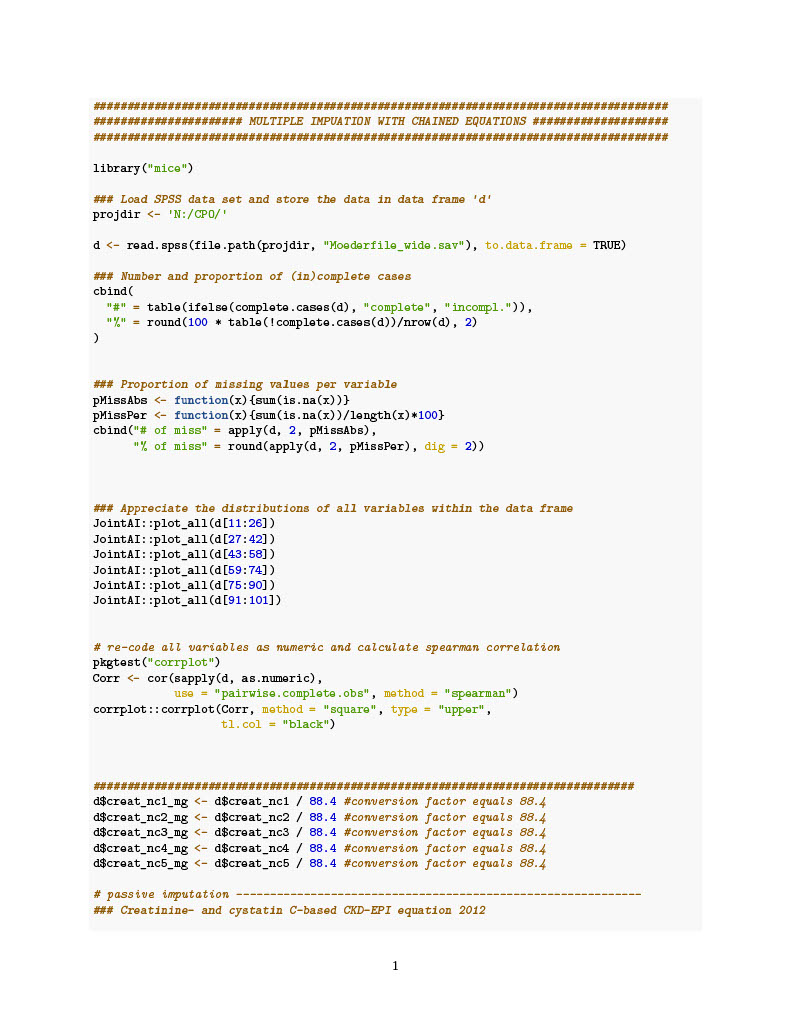 #####################################################################################
###################### MULTIPLE IMPVATION WITH CHAINED EQUATIONS ####################
#####################################################################################
library("mice")
### Load SPSS data set and store the data in data frame 'd'
projdir <- 'N:/CPO/'
d <- read.spss(file.path(projdir, "Moederfile_wide.sav"), to.data.frame = TRUE)
### Number and proportion of (in)complete cases
cbind(
  "#" = table(ifelse(complete.cases(d), "complete", "incompl.")),
  "%" = round(100 * table(!complete.cases(d))/nrow(d), 2)
)
### Proportion of missing values per variable
pMissAbs <- function(x){sum(is.na(x))}
pMissPer <- function(x){sum(is.na(x))/length(x)*100}
cbind("# of miss" = apply(d, 2, pMissAbs),
      "% of miss" = round(apply(d, 2, pMissPer), dig = 2))
### Appreciate the distributions of all variables within the data frame
JointAI::plot_all(d[11:26])
JointAI::plot_all(d[27:42])
JointAI::plot_all(d[43:58])
JointAI::plot_all(d[59:74])
JointAI::plot_all(d[75:90])
JointAI::plot_all(d[91:101])
# re-code all variables as numeric and calculate spearman correlation
pkgtest("corrplot")
Corr <- cor(sapply(d, as.numeric),
            use = "pairwise.complete.obs", method = "spearman")
corrplot::corrplot(Corr, method = "square", type = "upper",
                   tl.col = "black")
################################################################################
d$creat_nc1_mg <- d$creat_nc1 / 88.4 #conversion factor equals 88.4
d$creat_nc2_mg <- d$creat_nc2 / 88.4 #conversion factor equals 88.4
d$creat_nc3_mg <- d$creat_nc3 / 88.4 #conversion factor equals 88.4
d$creat_nc4_mg <- d$creat_nc4 / 88.4 #conversion factor equals 88.4
d$creat_nc5_mg <- d$creat_nc5 / 88.4 #conversion factor equals 88.4
# passive imputation ------------------------------------------------------------
### Creatinine- and cystatin C-based CKD-EPI equation 2012
1